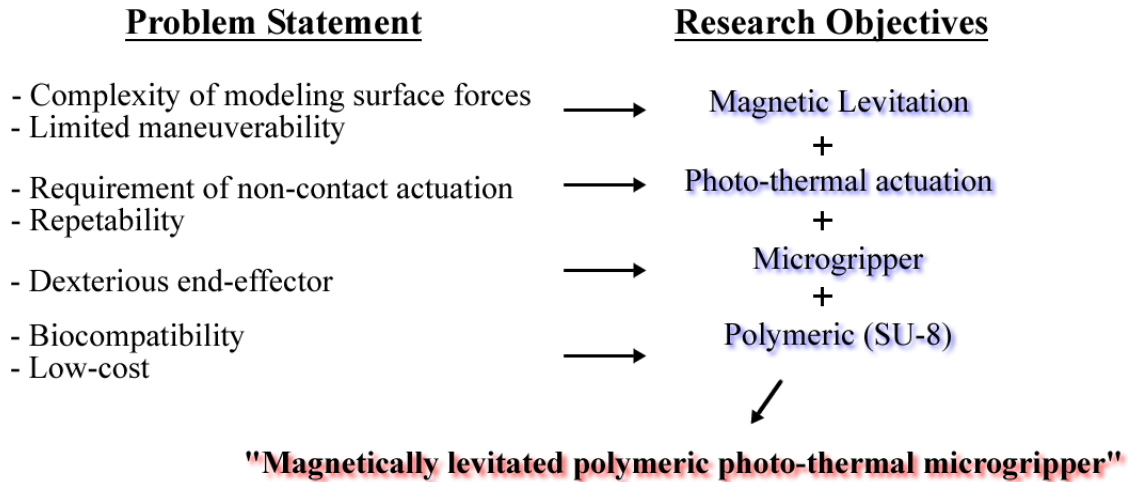 Problem Statement
Research Objectives
- Complexity of modeling surface forces
- Limited maneuverability
Magnetic Levitation
+
- Requirement of non-contact actuation
- Repetability
Photo-thermal actuation
+
- Dexterious end-effector
Microgripper
+
- Biocompatibility
- Low-cost
Polymeric (SU-8)
"Magnetically levitated polymeric photo-thermal microgripper"